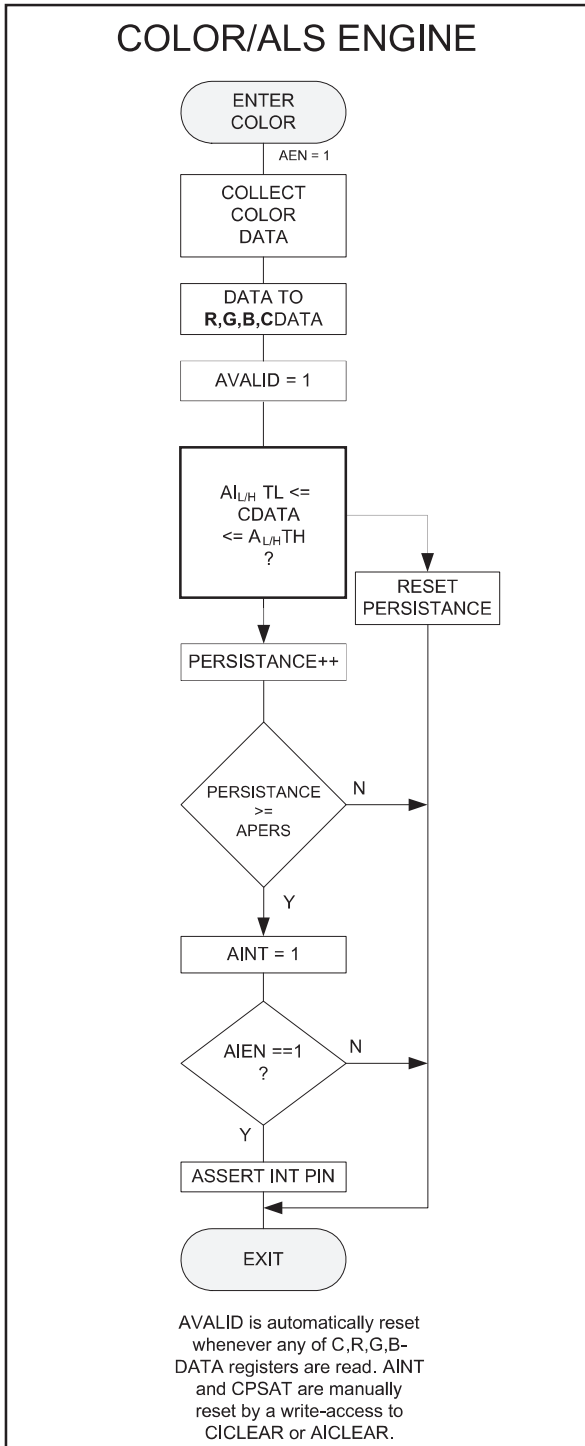 COLOR/ALS ENGINE
ENTER
COLOR
AEN = 1
COLLECT
COLOR
DATA
DATA TO
R,G,B,CDATA
AVALID = 1
AIL/H TL <=
CDATA
<= AL/HTH
?
RESET
PERSISTANCE
PERSISTANCE++
PERSISTANCE
>=
APERS
N
Y
AINT = 1
AIEN ==1
?
N
Y
ASSERT INT PIN
EXIT
AVALID is automatically reset
whenever any of C,R,G,B-
DATA registers are read. AINT
and CPSAT are manually
reset by a write-access to
CICLEAR or AICLEAR.